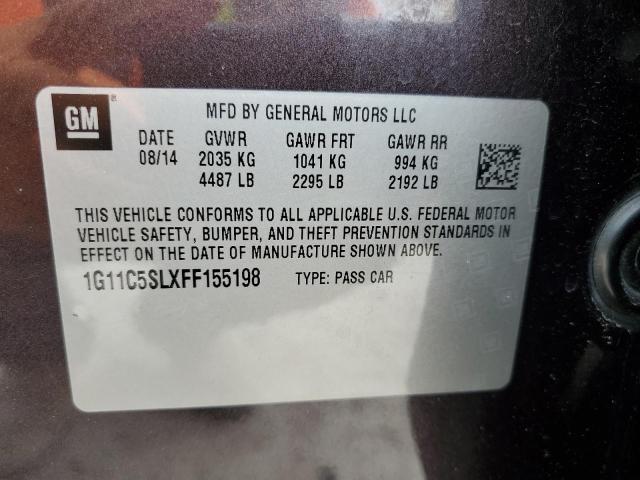 GM
MFD BY GENERAL MOTORS LLC
DATE GVWR GAWR FRT GAWR RR
08/14 2035 KG 1041 KG 994 KG
4487 LB 2295 LB 2192 LB
THIS VEHICLE CONFORMS TO ALL APPLICABLE U.S. FEDERAL MOTOR
VEHICLE SAFETY, BUMPER, AND THEFT PREVENTION STANDARDS IN
EFFECT ON THE DATE OF MANUFACTURE SHOWN ABOVE.
1G11C5SLXFF155198 TYPE: PASS CAR